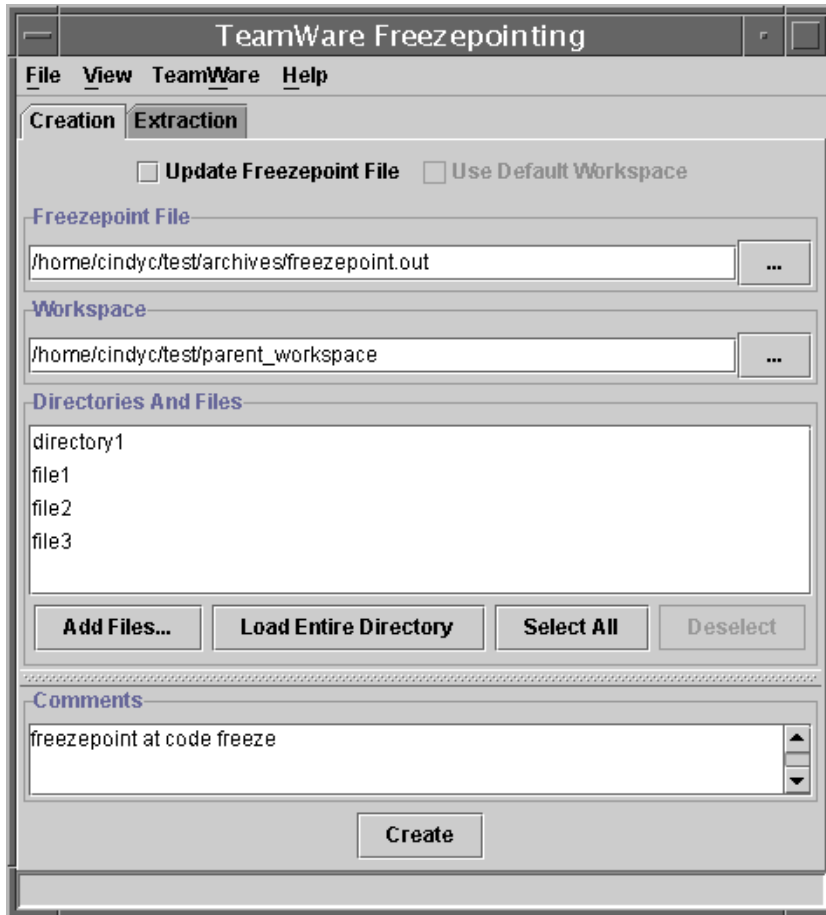 TeamWare Freezepointing
File View TeamWare Help
Creation Extraction
Update Freezepoint File Use Default Workspace
Freezepoint File
/home/cindyc/test/archives/freezepoint.out ...
Workspace
/home/cindyc/test/parent_workspace ...
Directories And Files
directory1
file1
file2
file3
Add Files... Load Entire Directory Select All Deselect
Comments
freezepoint at code freeze
Create